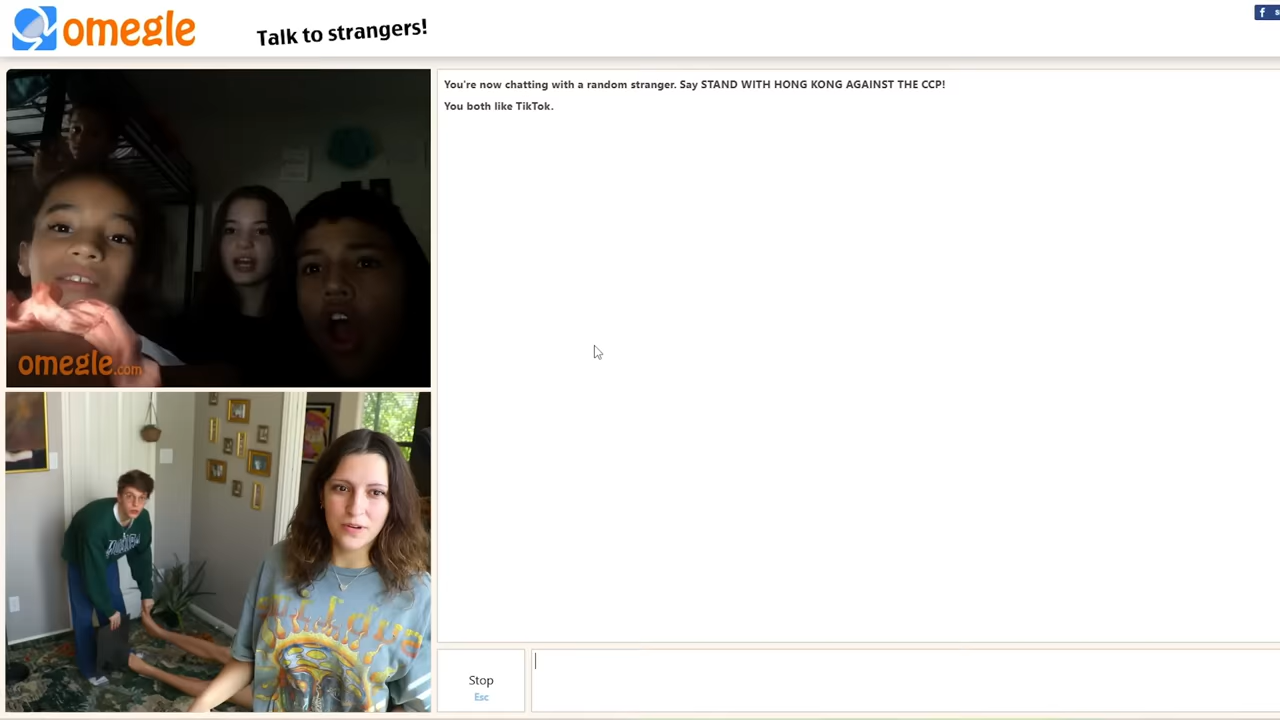 omegle
Talk to strangers!
You're now chatting with a random stranger. Say STAND WITH HONG KONG AGAINST THE CCP!
You both like TikTok.
omegle.com
Stop
Esc